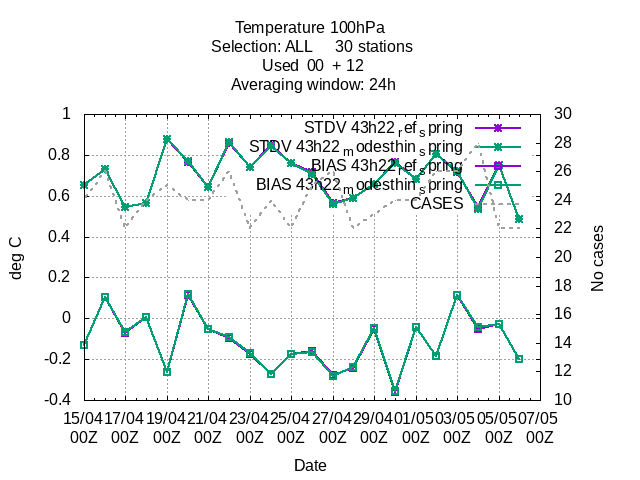 Temperature 100hPa
Selection: ALL     30 stations
Used  00  + 12
Averaging window: 24h
STDV 43h22refspring
STDV 43h22modesthinspring
BIAS 43h22refspring
BIAS 43h22modesthinspring
CASES
1
0.8
0.6
0.4
0.2
0
-0.2
-0.4
deg C
30
28
26
24
22
20
18
16
14
12
10
No cases
15/04 17/04 19/04 21/04 23/04 25/04 27/04 29/04 01/05 03/05 05/05 07/05
00Z 00Z 00Z 00Z 00Z 00Z 00Z 00Z 00Z 00Z 00Z 00Z
Date